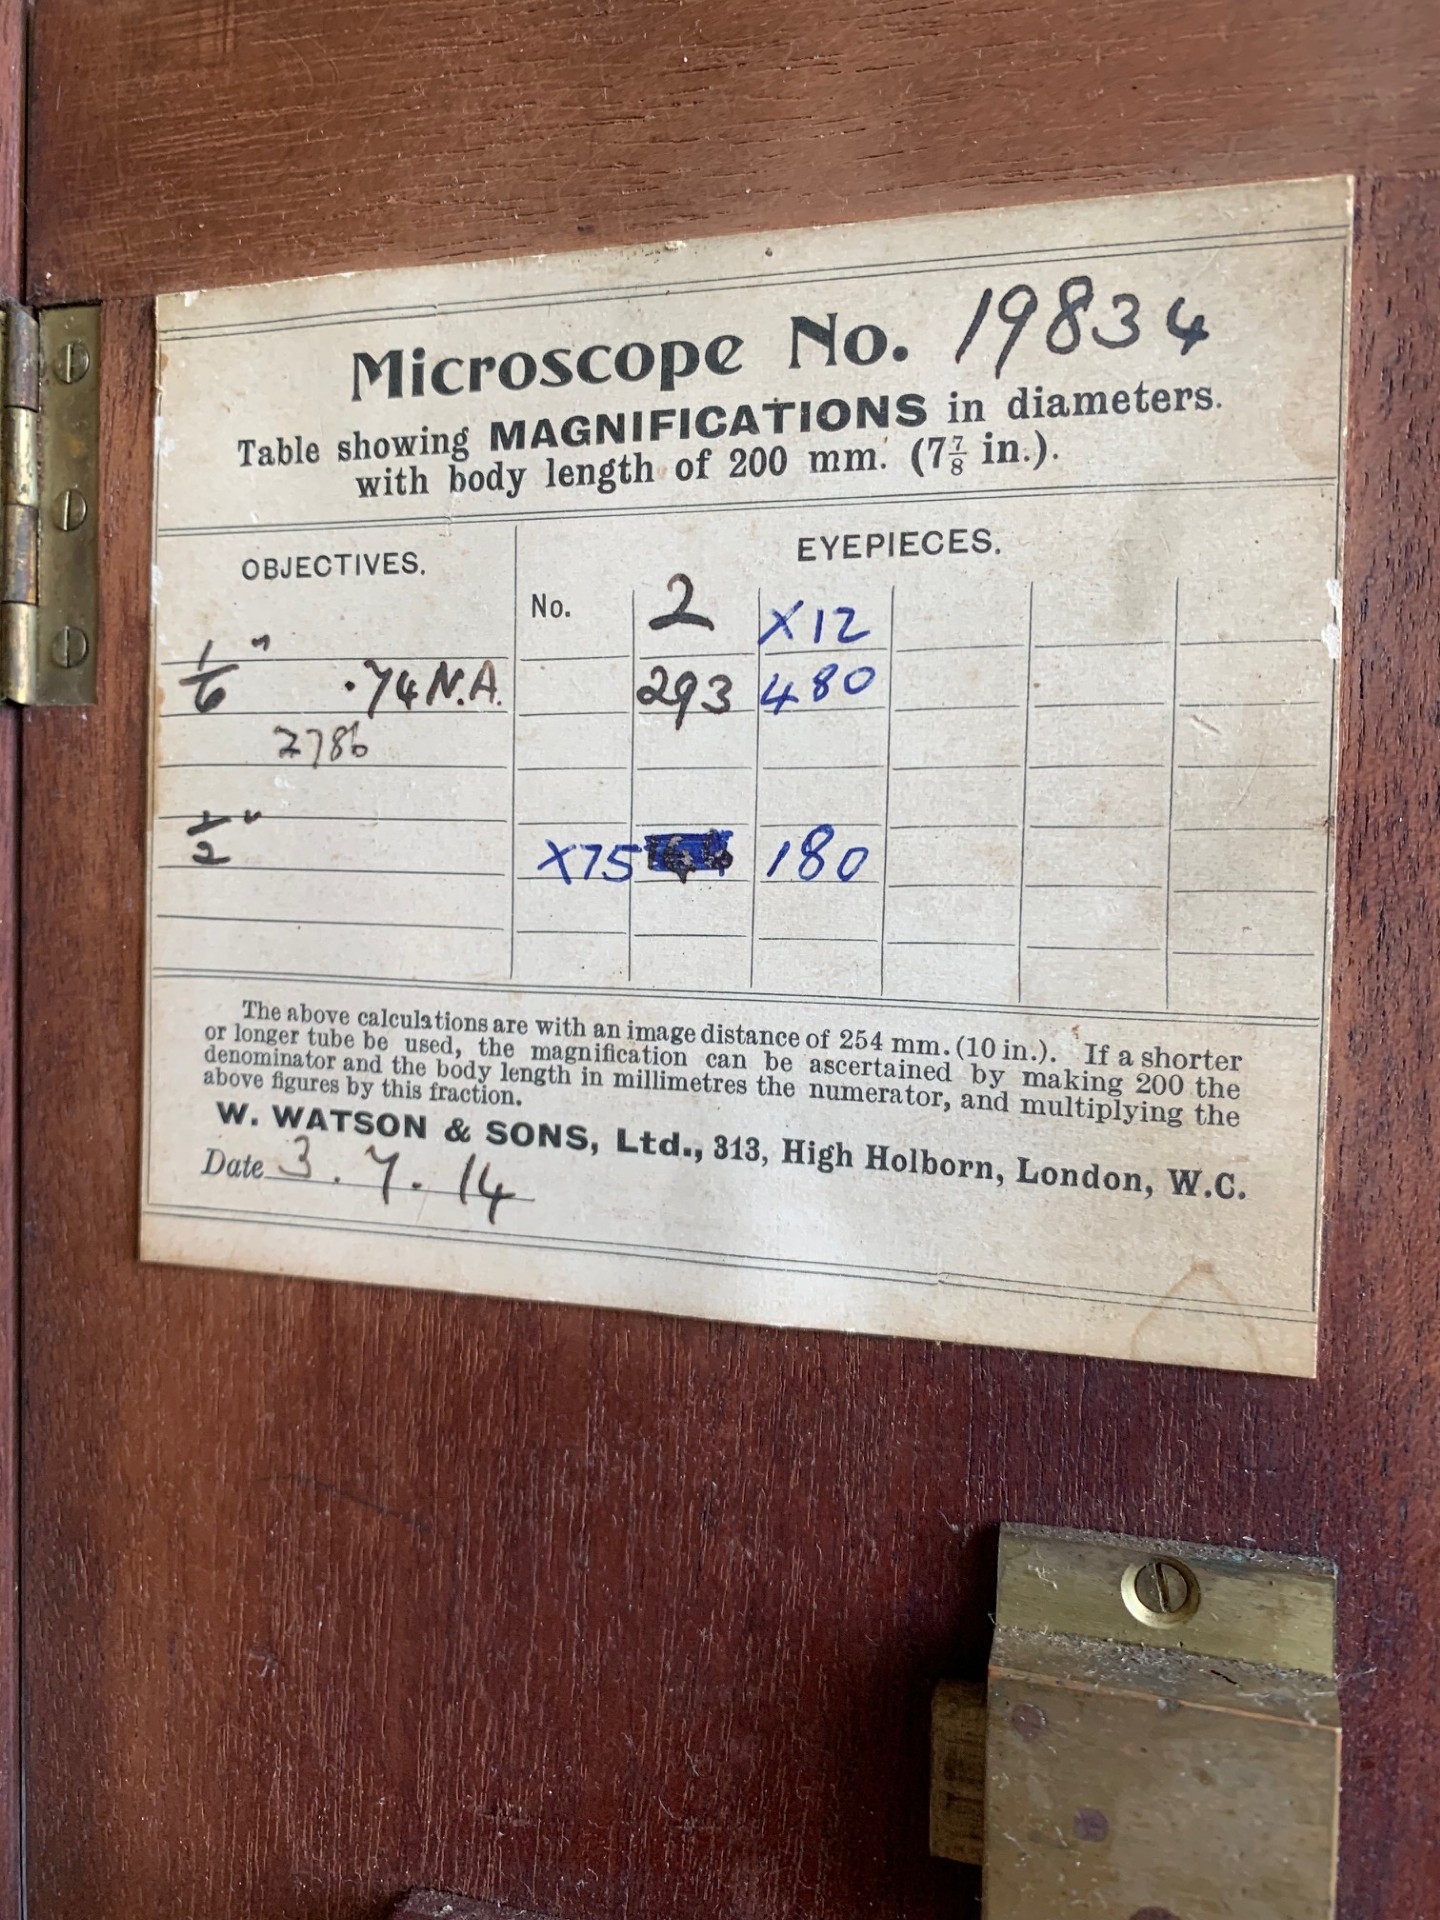 Microscope No. 19834
Table showing MAGNIFICATIONS in diameters.
with body length of 200 mm. (7 7/8 in.).
OBJECTIVES.
EYEPIECES.
No. 2 X12
1/6" .74 N.A. 293 480
2786
1/2" X75 180
The above calculations are with an image distance of 254 mm. (10 in.). If a shorter
or longer tube be used, the magnification can be ascertained by making 200 the
denominator and the body length in millimetres the numerator, and multiplying the
above figures by this fraction.
W. WATSON & SONS, Ltd., 313, High Holborn, London, W.C.
Date 3.7.14